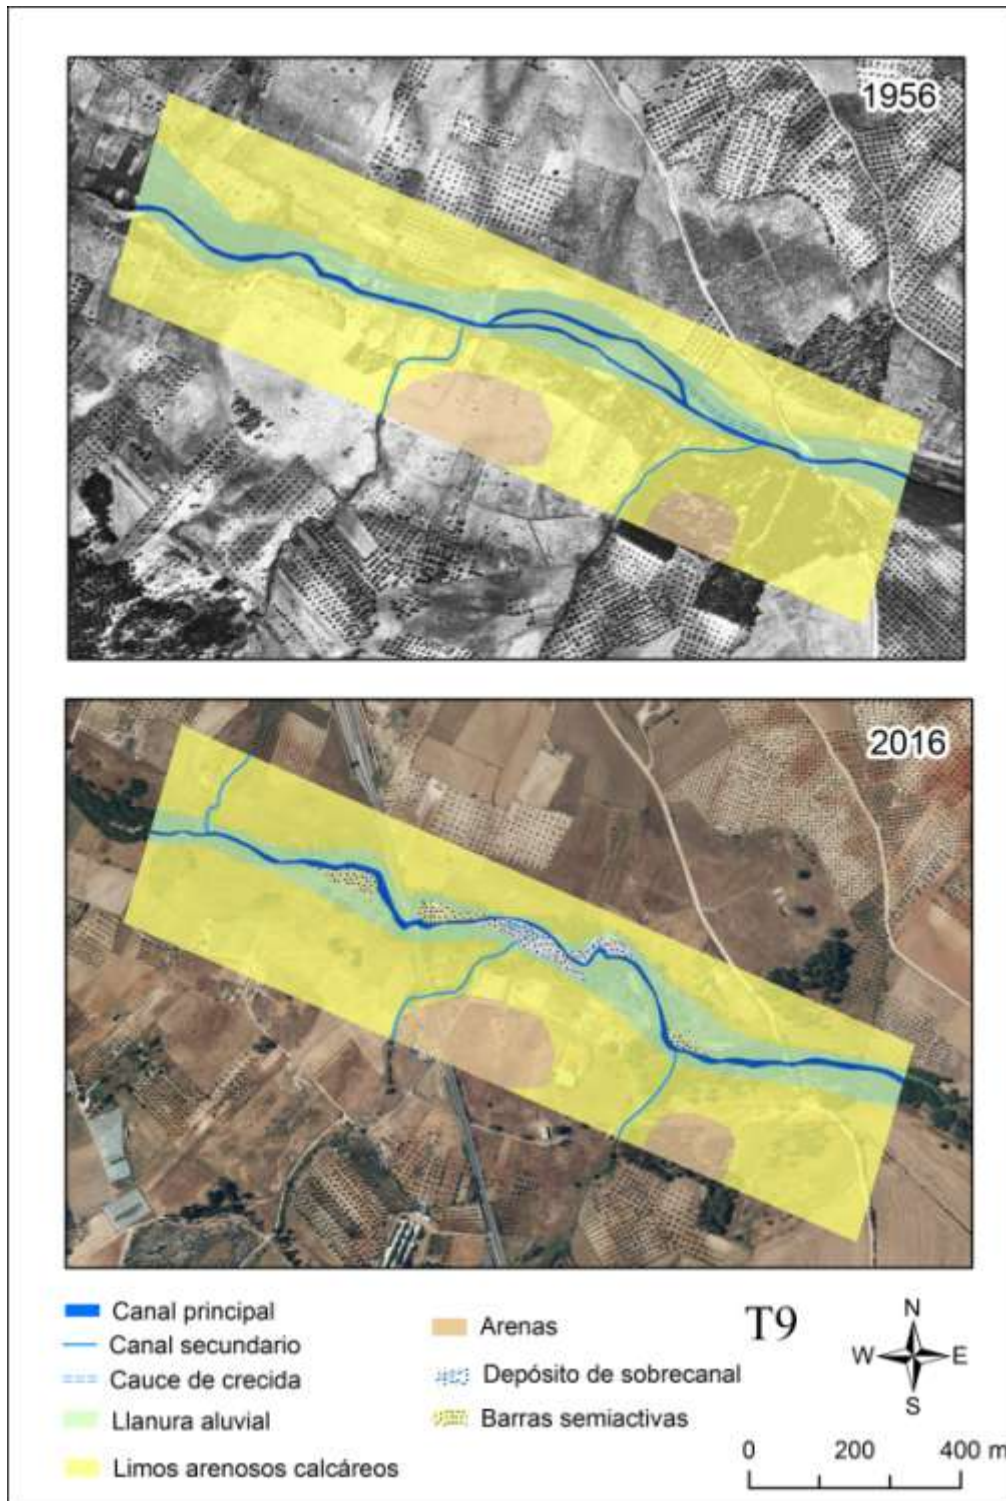 1956
2016
Canal principal
Canal secundario
Cauce de crecida
Llanura aluvial
Limos arenosos calcáreos
Arenas
Depósito de sobrecanal
Barras semiactivas
T9
N
W E
S
0 200 400 m